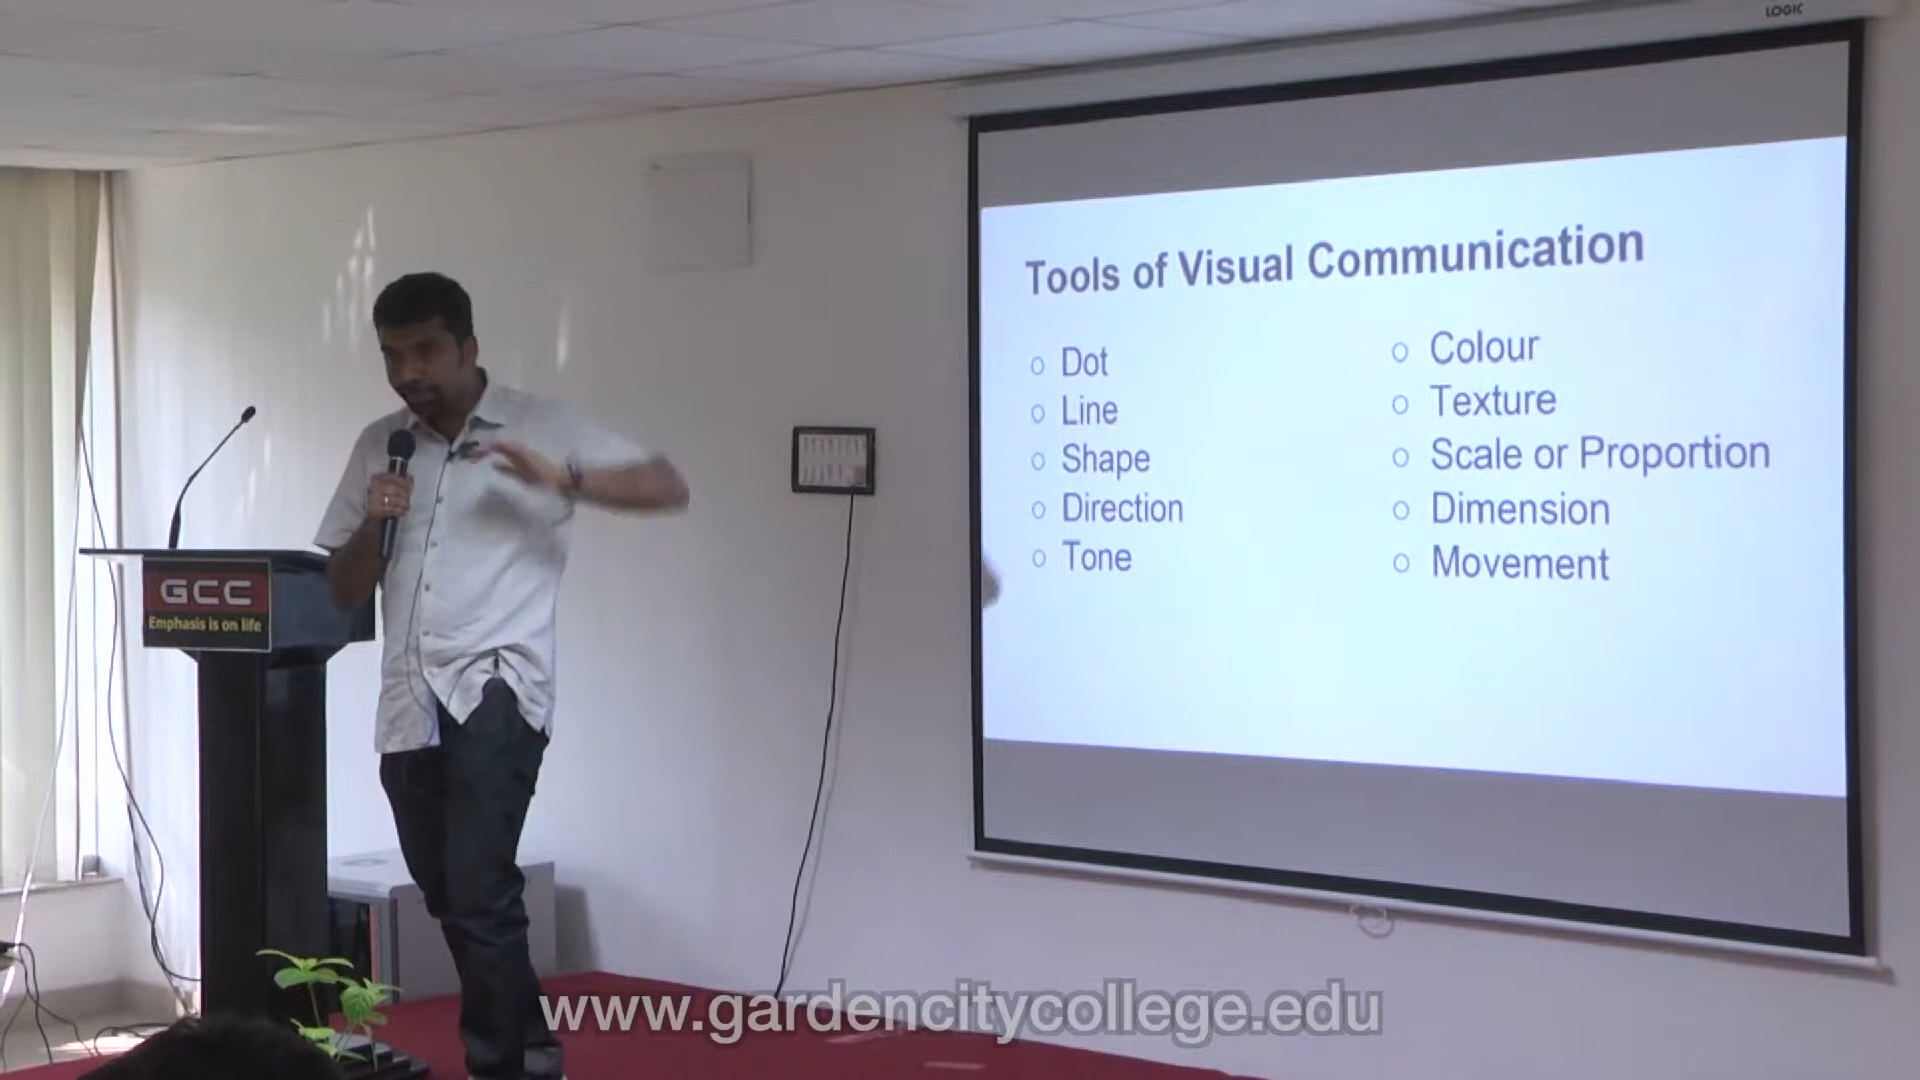 LOGIC
Tools of Visual Communication
o Dot
o Line
o Shape
o Direction
o Tone
o Colour
o Texture
o Scale or Proportion
o Dimension
o Movement
GCC
Emphasis is on life
www.gardencitycollege.edu